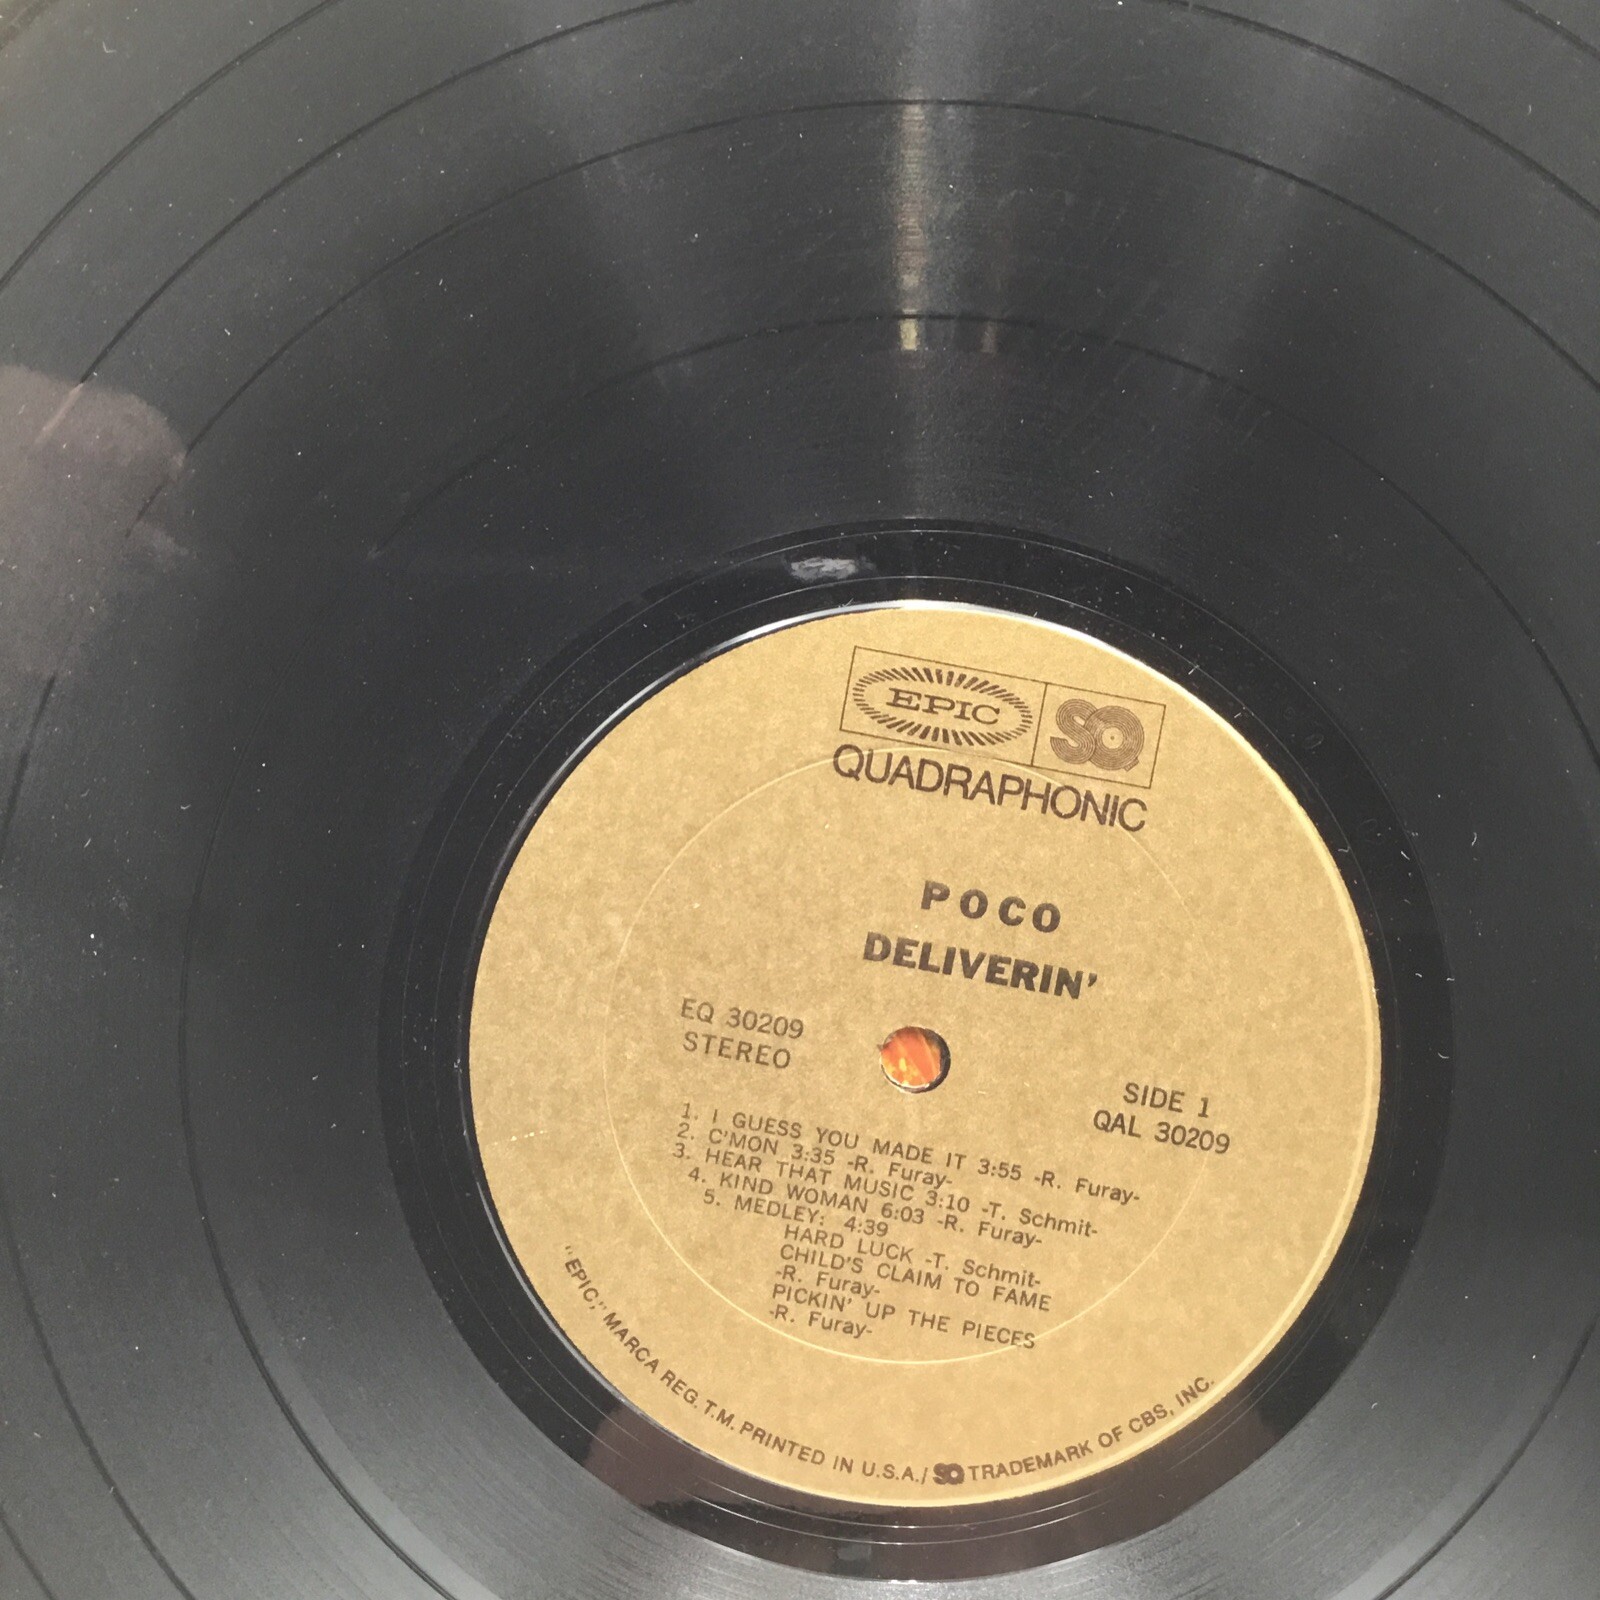 EPIC SQ
QUADRAPHONIC
POCO
DELIVERIN'
EQ 30209
STEREO
SIDE 1
QAL 30209
1. I GUESS YOU MADE IT 3:55 -R. Furay-
2. C'MON 3:35 -R. Furay-
3. HEAR THAT MUSIC 3:10 -T. Schmit-
4. KIND WOMAN 6:03 -R. Furay-
5. MEDLEY: 4:39
HARD LUCK -T. Schmit-
CHILD'S CLAIM TO FAME
-R. Furay-
PICKIN' UP THE PIECES
-R. Furay-
"EPIC," MARCA REG. T.M. PRINTED IN U.S.A./ SQ TRADEMARK OF CBS, INC.